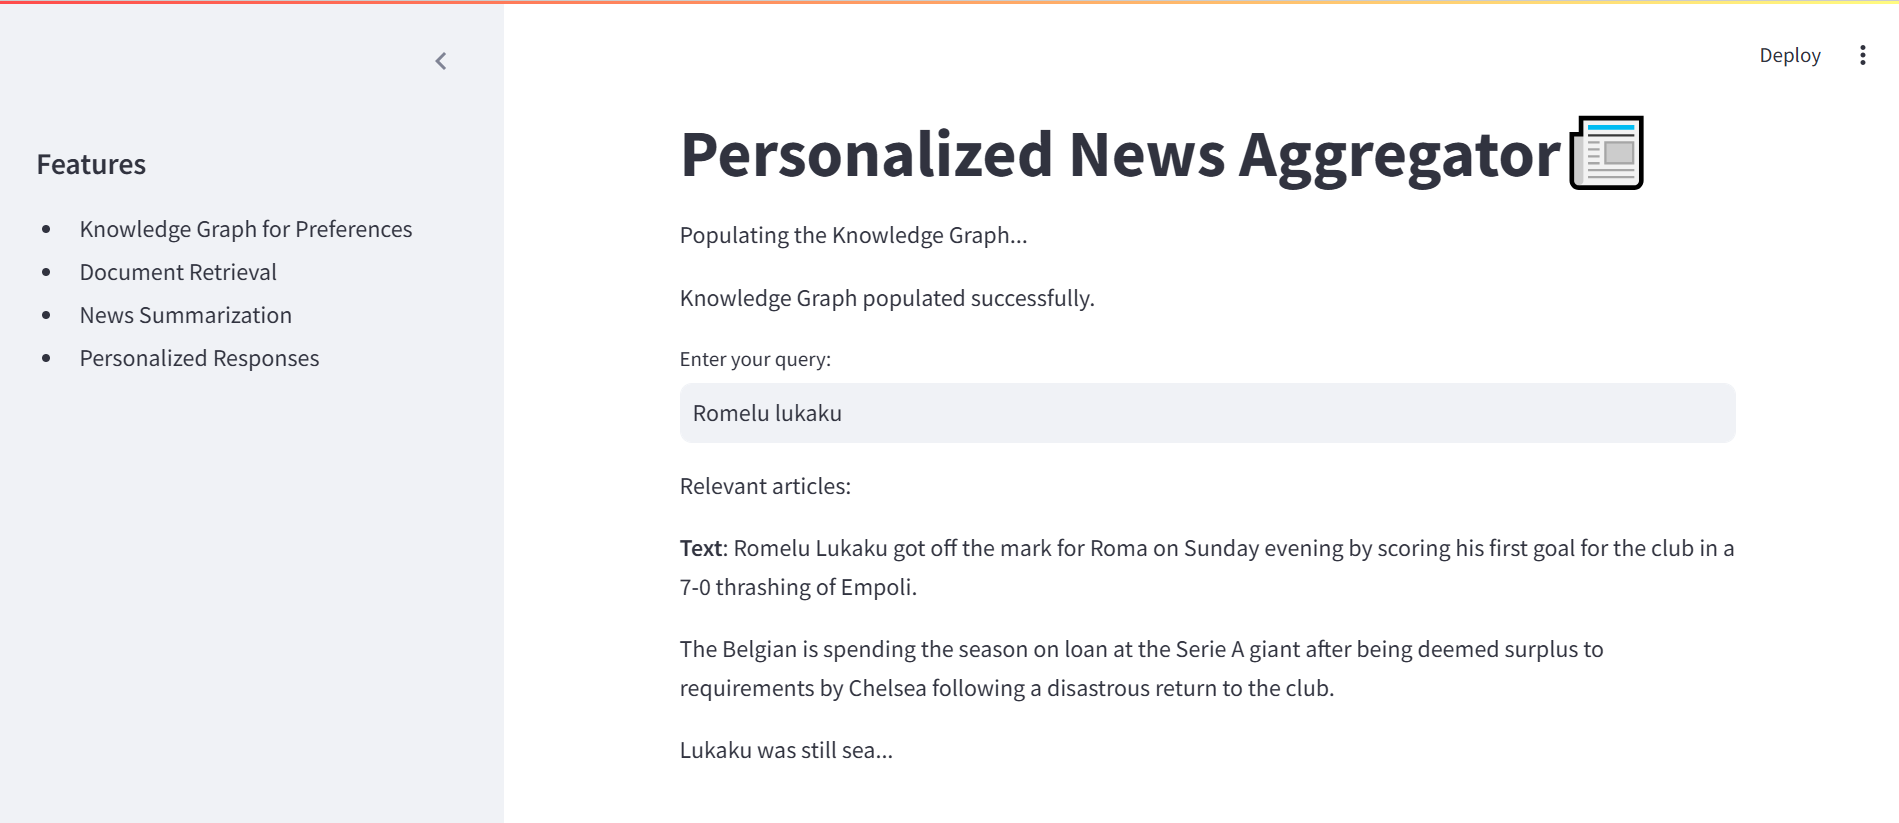 Deploy
Features
Knowledge Graph for Preferences
Document Retrieval
News Summarization
Personalized Responses
Personalized News Aggregator
Populating the Knowledge Graph...
Knowledge Graph populated successfully.
Enter your query:
Romelu lukaku
Relevant articles:
Text: Romelu Lukaku got off the mark for Roma on Sunday evening by scoring his first goal for the club in a
7-0 thrashing of Empoli.
The Belgian is spending the season on loan at the Serie A giant after being deemed surplus to
requirements by Chelsea following a disastrous return to the club.
Lukaku was still sea...